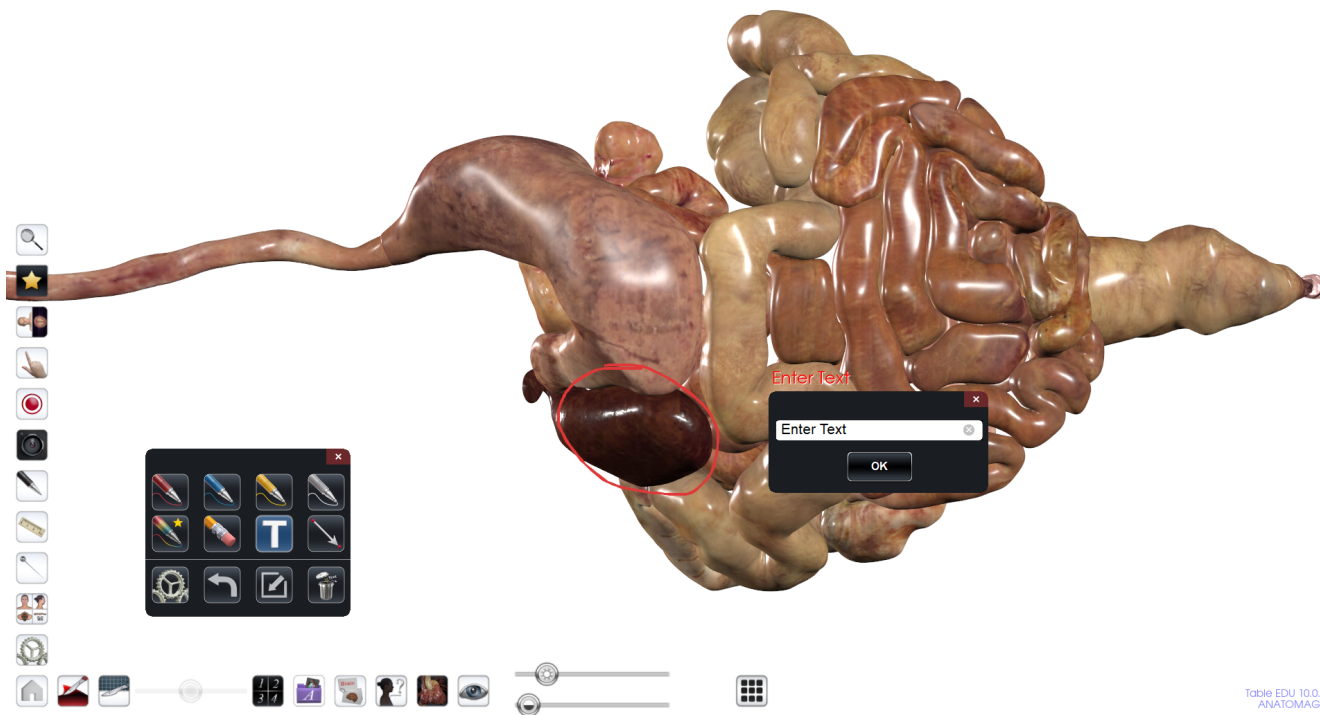 Enter Text
Enter Text
OK
T
1 2
3 4
A
?
Table EDU 10.0.
ANATOMAG